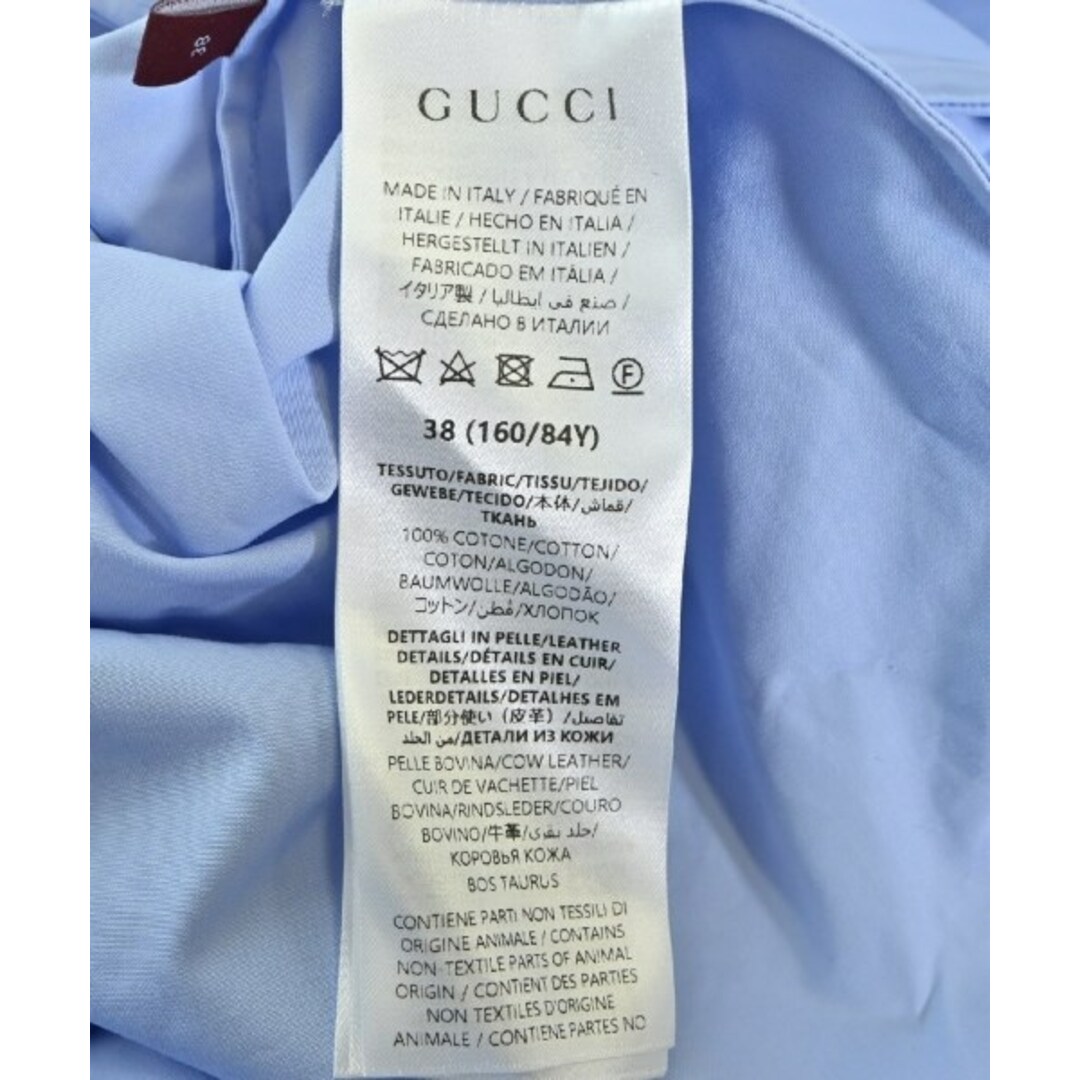 38
GUCCI
MADE IN ITALY / FABRIQUÉ EN
ITALIE / HECHO EN ITALIA /
HERGESTELLT IN ITALIEN /
FABRICADO EM ITÁLIA /
イタリア製 / صنع في ايطاليا /
СДЕЛАНО В ИТАЛИИ
F
38 (160/84Y)
TESSUTO/FABRIC/TISSU/TEJIDO/
GEWEBE/TECIDO/本体/قماش/
ТКАНЬ
100% COTONE/COTTON/
COTON/ALGODON/
BAUMWOLLE/ALGODÃO/
コットン/قطن/ХЛОПОК
DETTAGLI IN PELLE/LEATHER
DETAILS/DÉTAILS EN CUIR/
DETALLES EN PIEL/
LEDERDETAILS/DETALHES EM
PELE/部分使い（皮革）/تفاصيل
من الجلد/ДЕТАЛИ ИЗ КОЖИ
PELLE BOVINA/COW LEATHER/
CUIR DE VACHETTE/PIEL
BOVINA/RINDSLEDER/COURO
BOVINO/牛革/جلد بقري/
КОРОВЬЯ КОЖА
BOS TAURUS
CONTIENE PARTI NON TESSILI DI
ORIGINE ANIMALE / CONTAINS
NON-TEXTILE PARTS OF ANIMAL
ORIGIN / CONTIENT DES PARTIES
NON TEXTILES D'ORIGINE
ANIMALE / CONTIENE PARTES NO